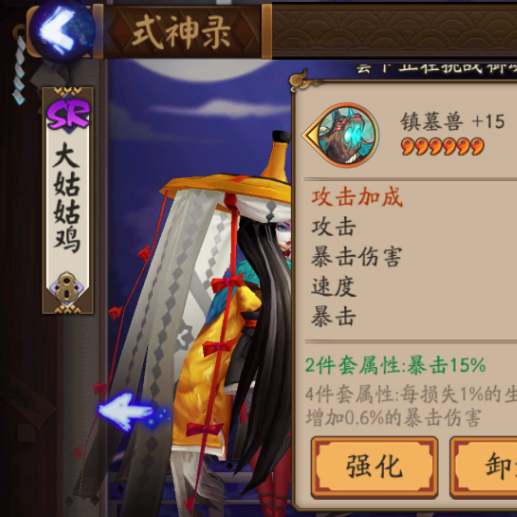 式神录
SR
大姑姑鸡
镇墓兽 +15
攻击加成
攻击
暴击伤害
速度
暴击
2件套属性:暴击15%
4件套属性:每损失1%的生
增加0.6%的暴击伤害
强化
卸